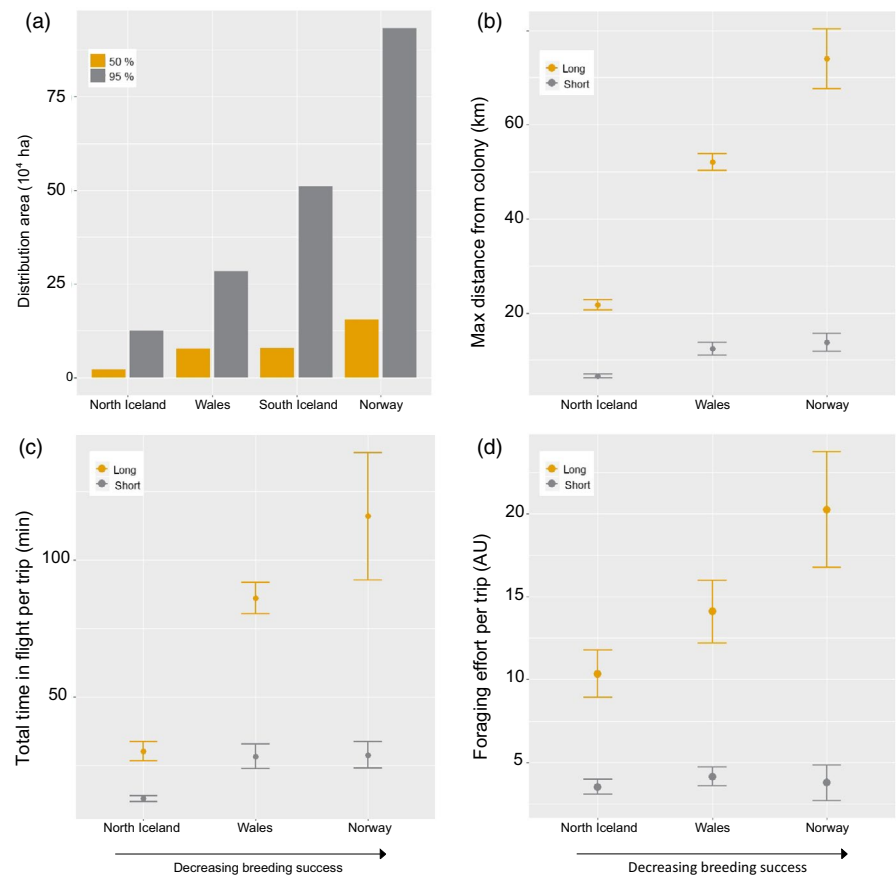 (a)
50 %
95 %
Distribution area (10⁴ ha)
75
50
25
0
North Iceland Wales South Iceland Norway
(b)
Long
Short
Max distance from colony (km)
60
40
20
North Iceland Wales Norway
(c)
Long
Short
Total time in flight per trip (min)
100
50
North Iceland Wales Norway
Decreasing breeding success
(d)
Long
Short
Foraging effort per trip (AU)
20
15
10
5
North Iceland Wales Norway
Decreasing breeding success